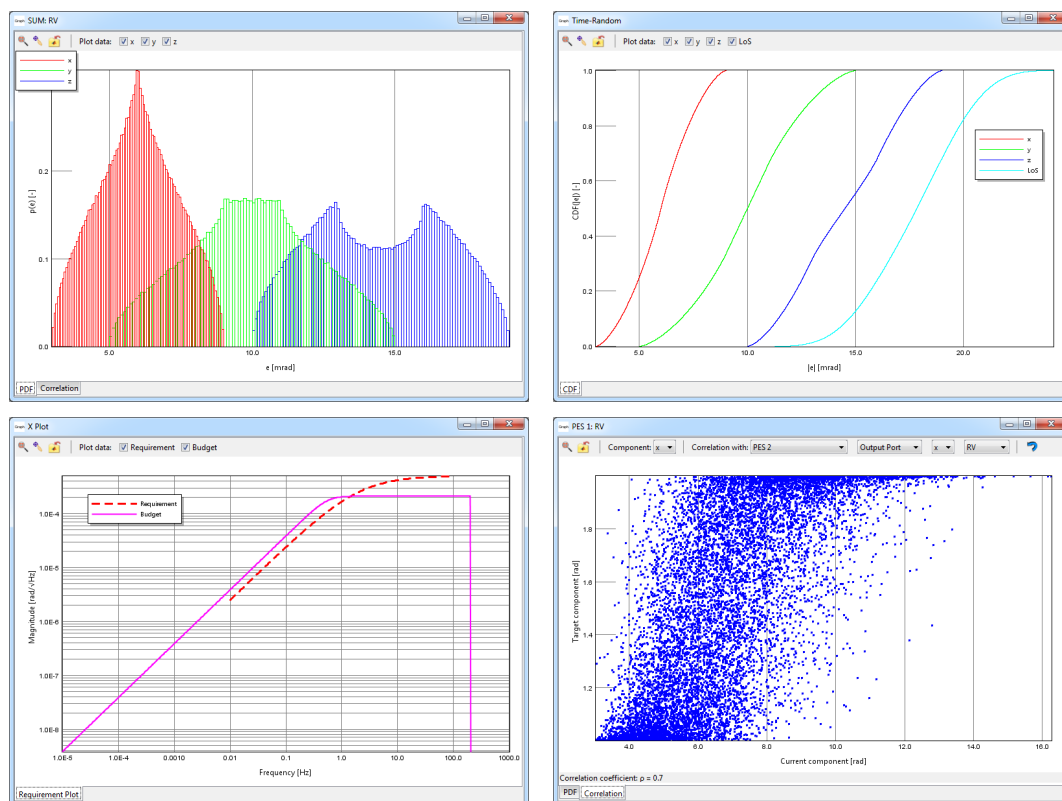 Graph SUM: RV
Plot data: x y z
x
y
z
0.2
0.1
0.0
p(e) [-]
5.0 10.0 15.0
e [mrad]
PDF Correlation
Graph Time-Random
Plot data: x y z LoS
1.0
0.8
0.6
0.4
0.2
0.0
CDF(|e|) [-]
x
y
z
LoS
5.0 10.0 15.0 20.0
|e| [mrad]
CDF
Graph X Plot
Plot data: Requirement Budget
Requirement
Budget
1.0E-4
1.0E-5
1.0E-6
1.0E-7
1.0E-8
Magnitude [rad/√Hz]
1.0E-5 1.0E-4 0.0010 0.01 0.1 1.0 10.0 100.0 1000.0
Frequency [Hz]
Requirement Plot
Graph PES 1: RV
Component: x Correlation with: PES 2 Output Port x RV
1.8
1.6
1.4
1.2
Target component [rad]
4.0 6.0 8.0 10.0 12.0 14.0 16.0
Current component [rad]
Correlation coefficient: ρ = 0.7
PDF Correlation